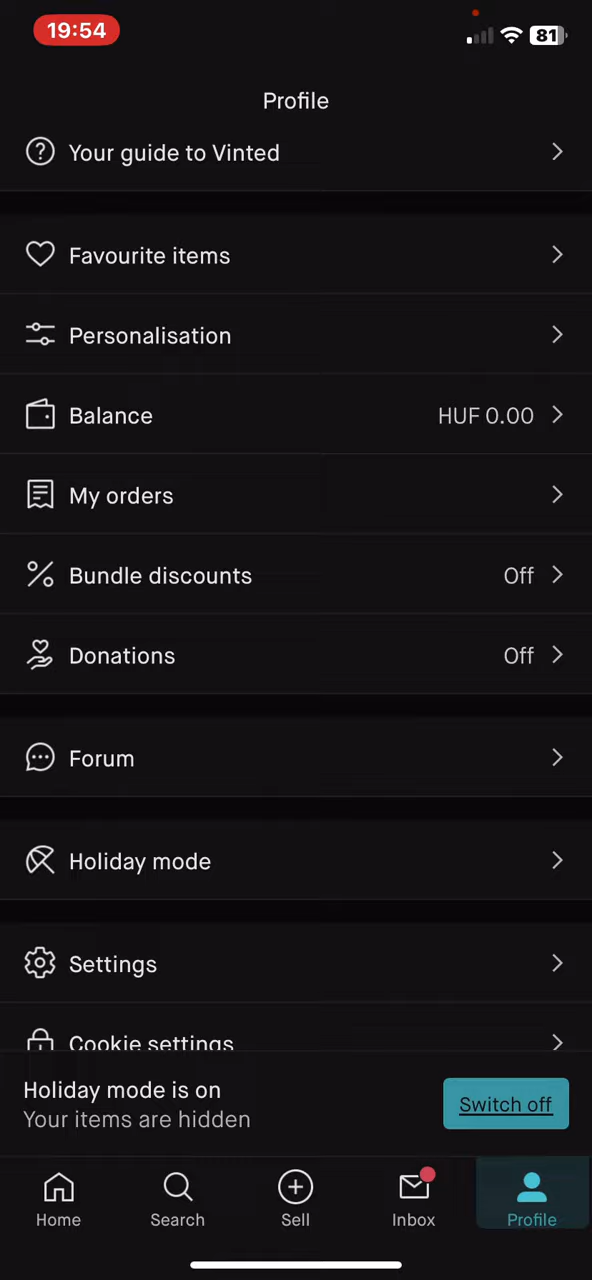 19:54
81
Profile
Your guide to Vinted
Favourite items
Personalisation
Balance HUF 0.00
My orders
Bundle discounts Off
Donations Off
Forum
Holiday mode
Settings
Cookie settings
Holiday mode is on
Your items are hidden
Switch off
Home Search Sell Inbox Profile